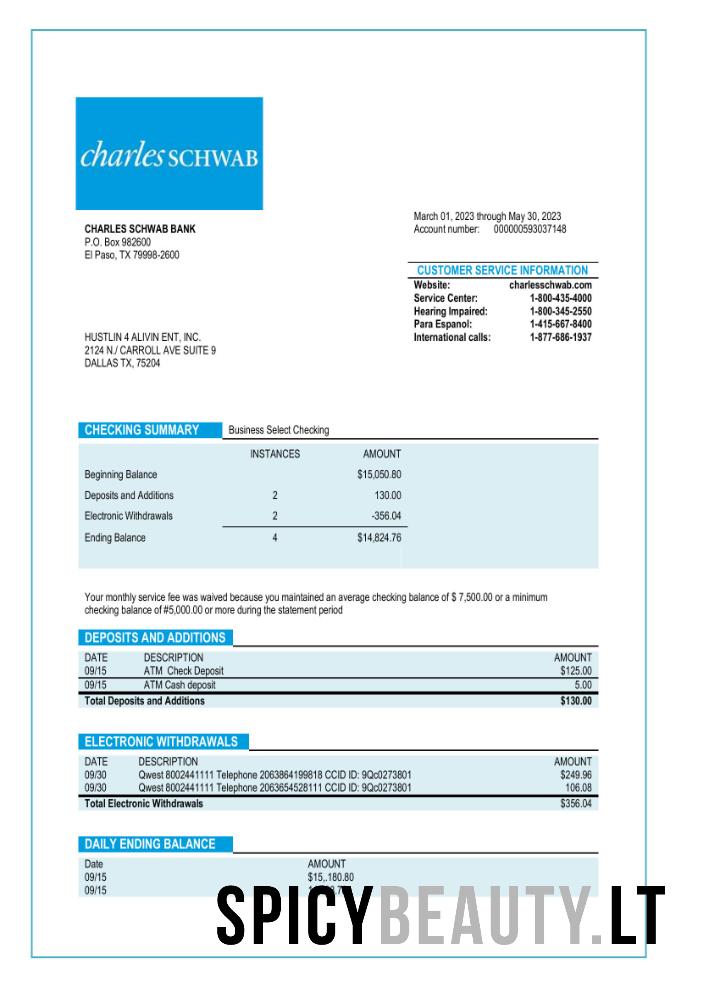 charles SCHWAB
March 01, 2023 through May 30, 2023
Account number: 000000593037148
CHARLES SCHWAB BANK
P.O. Box 982600
El Paso, TX 79998-2600
CUSTOMER SERVICE INFORMATION
Website: charlesschwab.com
Service Center: 1-800-435-4000
Hearing Impaired: 1-800-345-2550
Para Espanol: 1-415-667-8400
International calls: 1-877-686-1937
HUSTLIN 4 ALIVIN ENT, INC.
2124 N./ CARROLL AVE SUITE 9
DALLAS TX, 75204
CHECKING SUMMARY Business Select Checking
INSTANCES AMOUNT
Beginning Balance $15,050.80
Deposits and Additions 2 130.00
Electronic Withdrawals 2 -356.04
Ending Balance 4 $14,824.76
Your monthly service fee was waived because you maintained an average checking balance of $ 7,500.00 or a minimum
checking balance of #5,000.00 or more during the statement period
DEPOSITS AND ADDITIONS
DATE DESCRIPTION AMOUNT
09/15 ATM Check Deposit $125.00
09/15 ATM Cash deposit 5.00
Total Deposits and Additions $130.00
ELECTRONIC WITHDRAWALS
DATE DESCRIPTION AMOUNT
09/30 Qwest 8002441111 Telephone 2063864199818 CCID ID: 9Qc0273801 $249.96
09/30 Qwest 8002441111 Telephone 2063654528111 CCID ID: 9Qc0273801 106.08
Total Electronic Withdrawals $356.04
DAILY ENDING BALANCE
Date AMOUNT
09/15 $15,.180.80
09/15
SPICYBEAUTY.LT